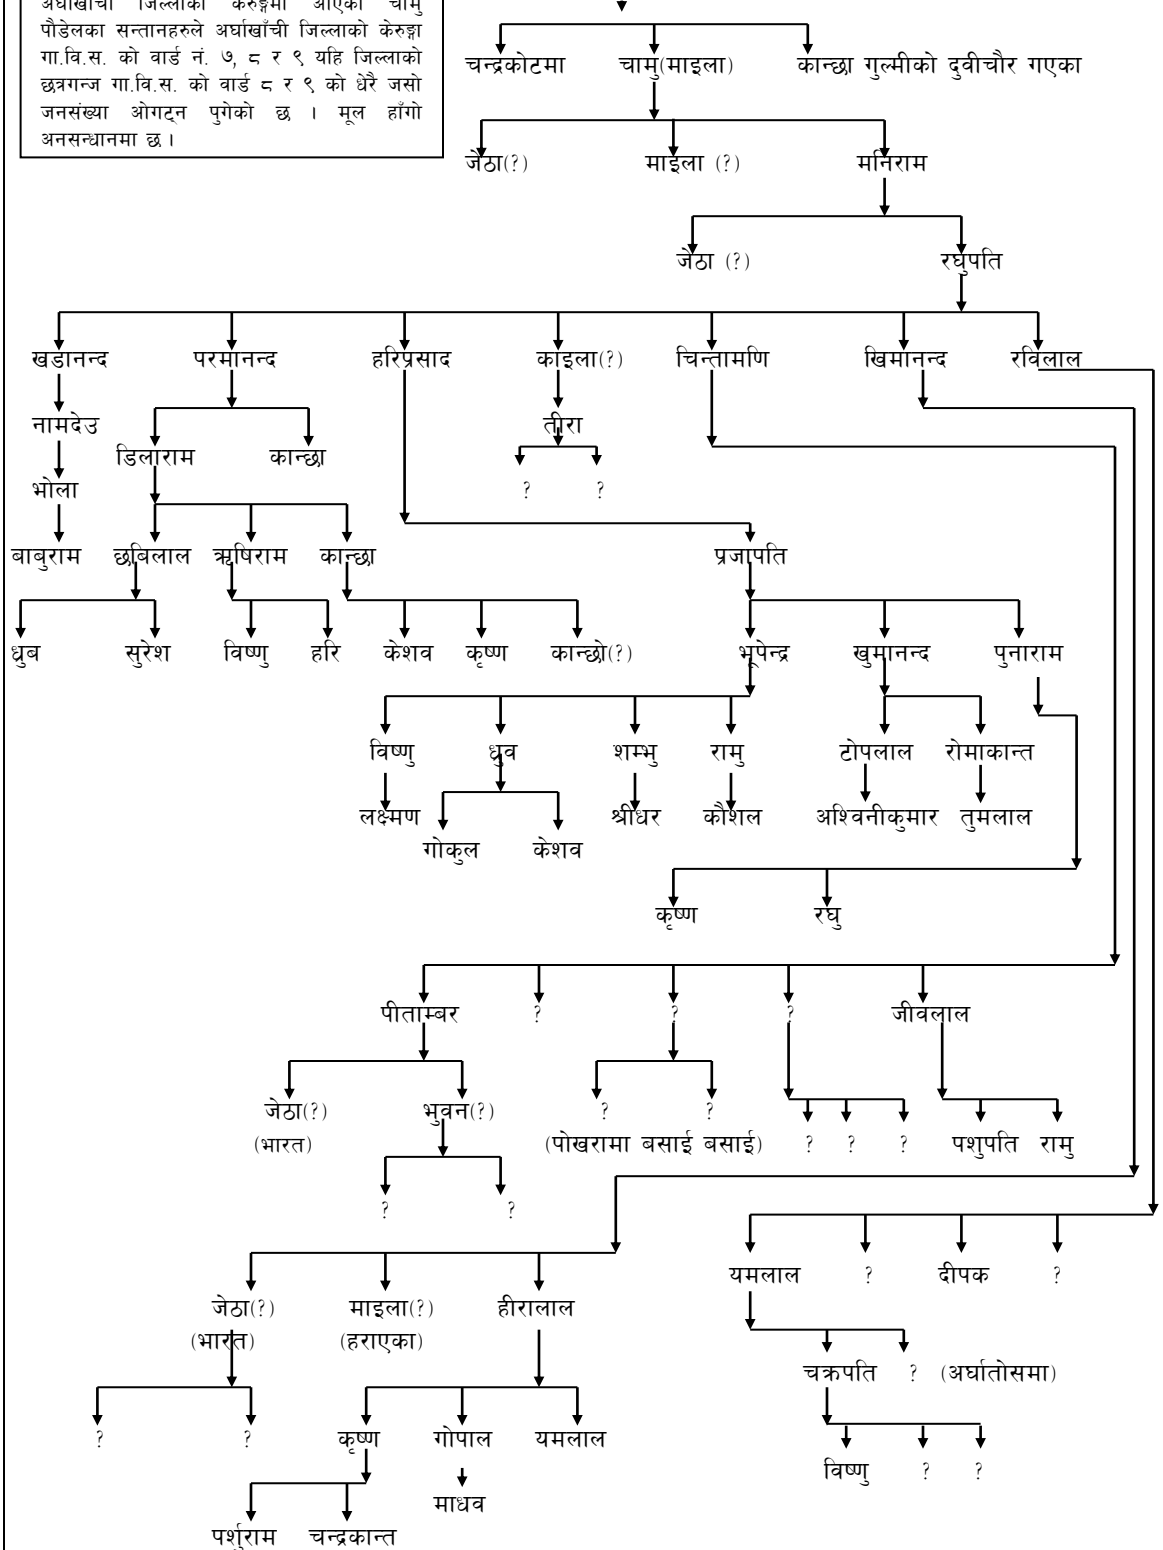 अर्घाखाँची जिल्लाको केरुङ्गमा आएका चामु
पौडेलका सन्तानहरुले अर्घाखाँची जिल्लाको केरुङ्गा
गा.वि.स. को वार्ड नं. ७, ८ र ९ यहि जिल्लाको
छत्रगन्ज गा.वि.स. को वार्ड ८ र ९ को धेरै जसो
जनसंख्या ओगट्न पुगेको छ । मूल हाँगो
अनसन्धानमा छ ।
चन्द्रकोटमा चामु(माइला) कान्छा गुल्मीको दुवीचौर गएका
जेठा(?) माइला (?) मनिराम
जेठा (?) रघुपति
खडानन्द परमानन्द हरिप्रसाद काइला(?) चिन्तामणि खिमानन्द रविलाल
नामदेउ तीरा
डिलाराम कान्छा
भोला ? ?
बाबुराम छबिलाल ऋषिराम कान्छा प्रजापति
ध्रुब सुरेश विष्णु हरि केशव कृष्ण कान्छो(?) भूपेन्द्र खुमानन्द पुनाराम
विष्णु ध्रुव शम्भु रामु टोपलाल रोमाकान्त
लक्ष्मण श्रीधर कौशल अश्विनीकुमार तुमलाल
गोकुल केशव
कृष्ण रघु
पीताम्बर ? ? ? जीवलाल
जेठा(?) भुवन(?) ? ?
(भारत) (पोखरामा बसाई बसाई) ? ? ? पशुपति रामु
? ?
यमलाल ? दीपक ?
जेठा(?) माइला(?) हीरालाल
(भारत) (हराएका)
चक्रपति ? (अर्घातोसमा)
? ? कृष्ण गोपाल यमलाल
विष्णु ? ?
माधव
पर्शुराम चन्द्रकान्त